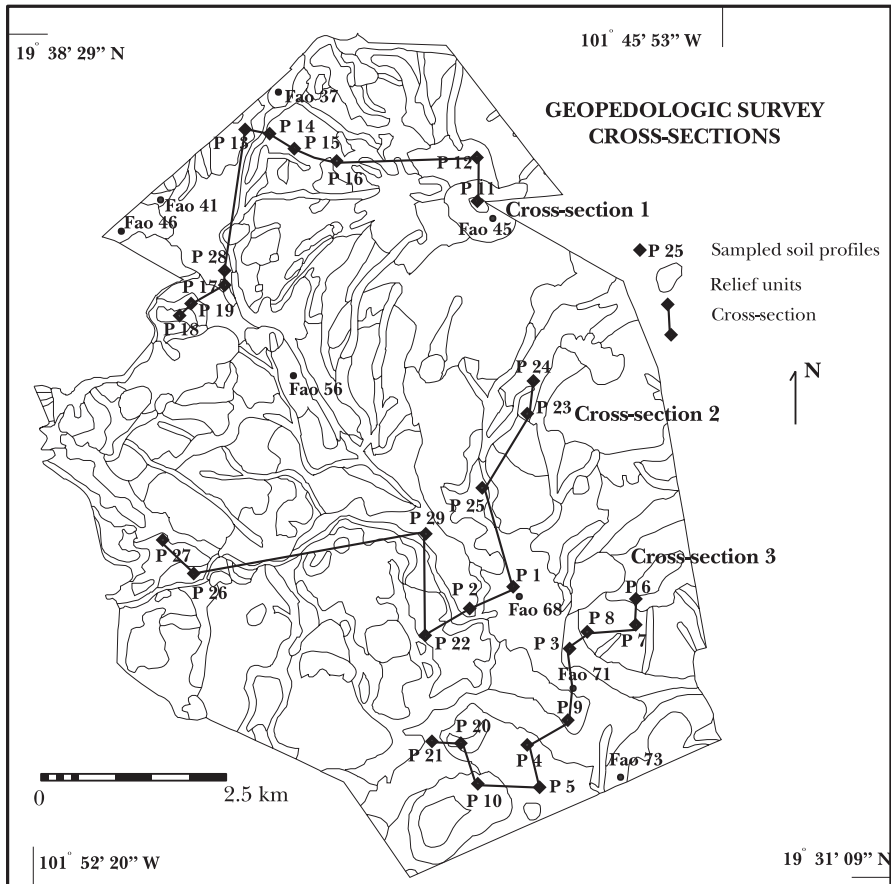 19° 38' 29” N
101° 45' 53” W
Fao 37
GEOPEDOLOGIC SURVEY
CROSS-SECTIONS
P 13
P 14
P 15
P 16
P 12
P 11
Fao 41
Fao 46
Cross-section 1
Fao 45
P 25 Sampled soil profiles
Relief units
Cross-section
P 28
P 17
P 19
P 18
N
Fao 56
P 24
P 23
Cross-section 2
P 25
P 29
P 27
P 26
Cross-section 3
P 1
P 2
Fao 68
P 6
P 8
P 7
P 22
P 3
Fao 71
P 9
P 20
P 21
P 4
Fao 73
P 10
P 5
0 2.5 km
101° 52' 20” W
19° 31' 09” N